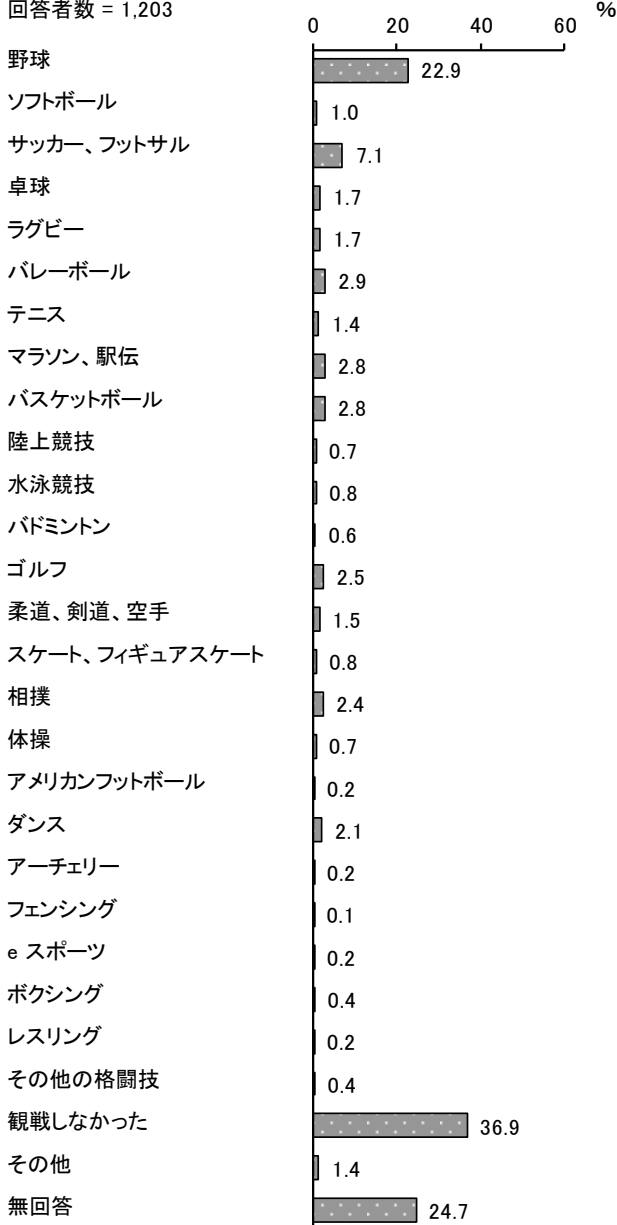 回答者数 = 1,203
0 20 40 60 %
野球 22.9
ソフトボール 1.0
サッカー、フットサル 7.1
卓球 1.7
ラグビー 1.7
バレーボール 2.9
テニス 1.4
マラソン、駅伝 2.8
バスケットボール 2.8
陸上競技 0.7
水泳競技 0.8
バドミントン 0.6
ゴルフ 2.5
柔道、剣道、空手 1.5
スケート、フィギュアスケート 0.8
相撲 2.4
体操 0.7
アメリカンフットボール 0.2
ダンス 2.1
アーチェリー 0.2
フェンシング 0.1
e スポーツ 0.2
ボクシング 0.4
レスリング 0.2
その他の格闘技 0.4
観戦しなかった 36.9
その他 1.4
無回答 24.7